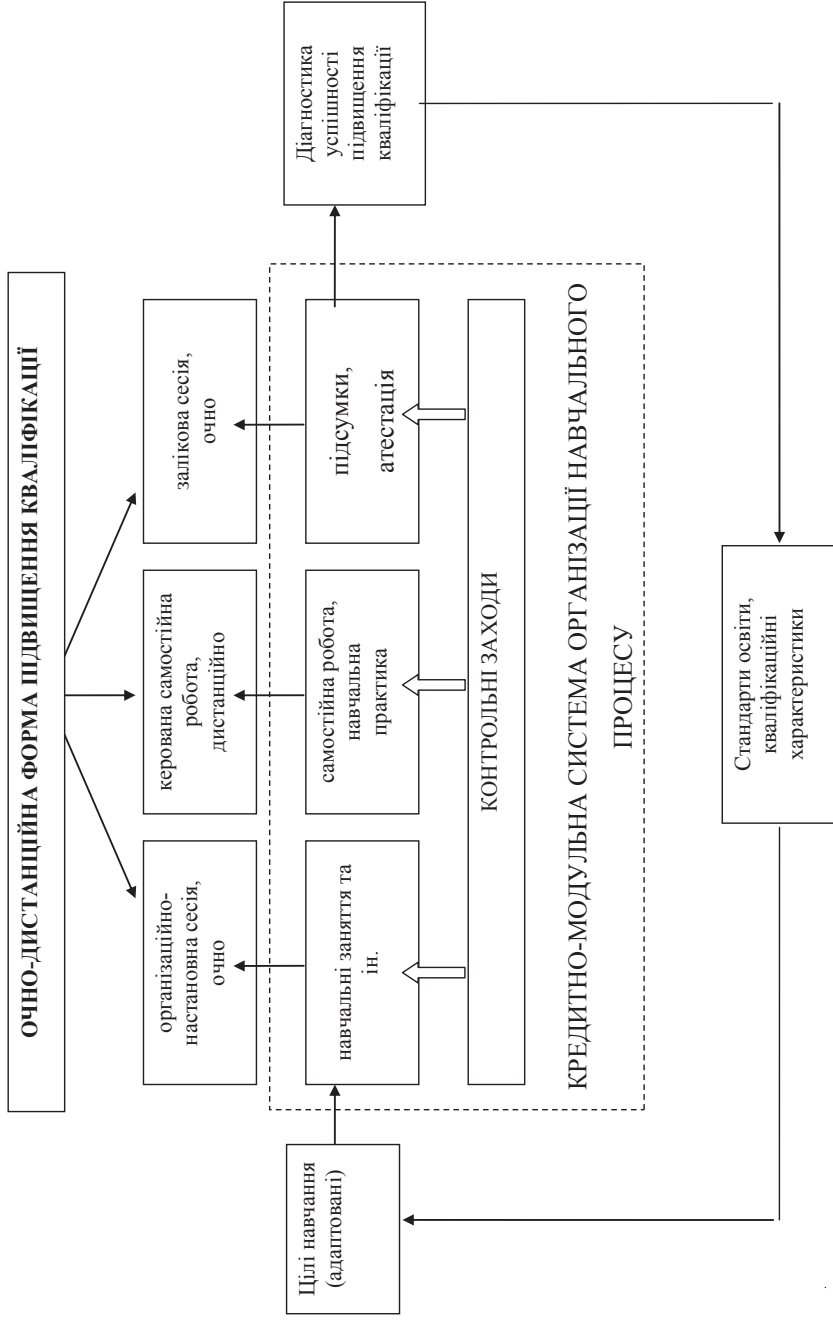 ОЧНО-ДИСТАНЦІЙНА ФОРМА ПІДВИЩЕННЯ КВАЛІФІКАЦІЇ
організаційно-
настановна сесія,
очно
керована самостійна
робота,
дистанційно
залікова сесія,
очно
Цілі навчання
(адаптовані)
навчальні заняття та
ін.
самостійна робота,
навчальна
практика
підсумки,
атестація
Діагностика
успішності
підвищення
кваліфікації
КОНТРОЛЬНІ ЗАХОДИ
КРЕДИТНО-МОДУЛЬНА СИСТЕМА ОРГАНІЗАЦІЇ НАВЧАЛЬНОГО
ПРОЦЕСУ
Стандарти освіти,
кваліфікаційні
характеристики